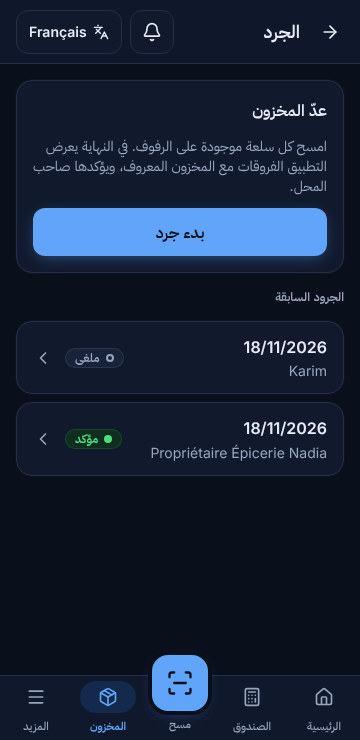 الجرد
Français
عدّ المخزون
امسح كل سلعة موجودة على الرفوف. في النهاية يعرض
التطبيق الفروقات مع المخزون المعروف، ويؤكدها صاحب
المحل.
بدء جرد
الجرود السابقة
18/11/2026
ملغى
Karim
18/11/2026
مؤكد
Propriétaire Épicerie Nadia
الرئيسية
الصندوق
مسح
المخزون
المزيد